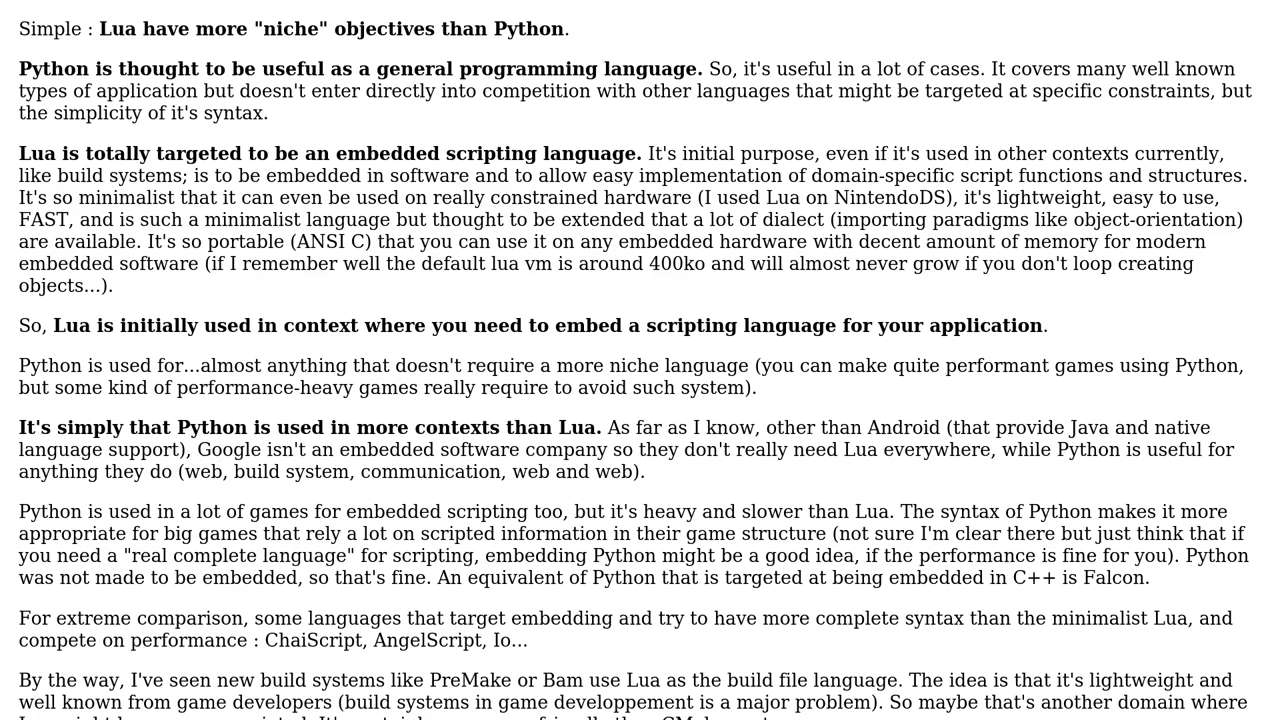 Simple : Lua have more "niche" objectives than Python.
Python is thought to be useful as a general programming language. So, it's useful in a lot of cases. It covers many well known
types of application but doesn't enter directly into competition with other languages that might be targeted at specific constraints, but
the simplicity of it's syntax.
Lua is totally targeted to be an embedded scripting language. It's initial purpose, even if it's used in other contexts currently,
like build systems; is to be embedded in software and to allow easy implementation of domain-specific script functions and structures.
It's so minimalist that it can even be used on really constrained hardware (I used Lua on NintendoDS), it's lightweight, easy to use,
FAST, and is such a minimalist language but thought to be extended that a lot of dialect (importing paradigms like object-orientation)
are available. It's so portable (ANSI C) that you can use it on any embedded hardware with decent amount of memory for modern
embedded software (if I remember well the default lua vm is around 400ko and will almost never grow if you don't loop creating
objects...).
So, Lua is initially used in context where you need to embed a scripting language for your application.
Python is used for...almost anything that doesn't require a more niche language (you can make quite performant games using Python,
but some kind of performance-heavy games really require to avoid such system).
It's simply that Python is used in more contexts than Lua. As far as I know, other than Android (that provide Java and native
language support), Google isn't an embedded software company so they don't really need Lua everywhere, while Python is useful for
anything they do (web, build system, communication, web and web).
Python is used in a lot of games for embedded scripting too, but it's heavy and slower than Lua. The syntax of Python makes it more
appropriate for big games that rely a lot on scripted information in their game structure (not sure I'm clear there but just think that if
you need a "real complete language" for scripting, embedding Python might be a good idea, if the performance is fine for you). Python
was not made to be embedded, so that's fine. An equivalent of Python that is targeted at being embedded in C++ is Falcon.
For extreme comparison, some languages that target embedding and try to have more complete syntax than the minimalist Lua, and
compete on performance : ChaiScript, AngelScript, Io...
By the way, I've seen new build systems like PreMake or Bam use Lua as the build file language. The idea is that it's lightweight and
well known from game developers (build systems in game developpement is a major problem). So maybe that's another domain where